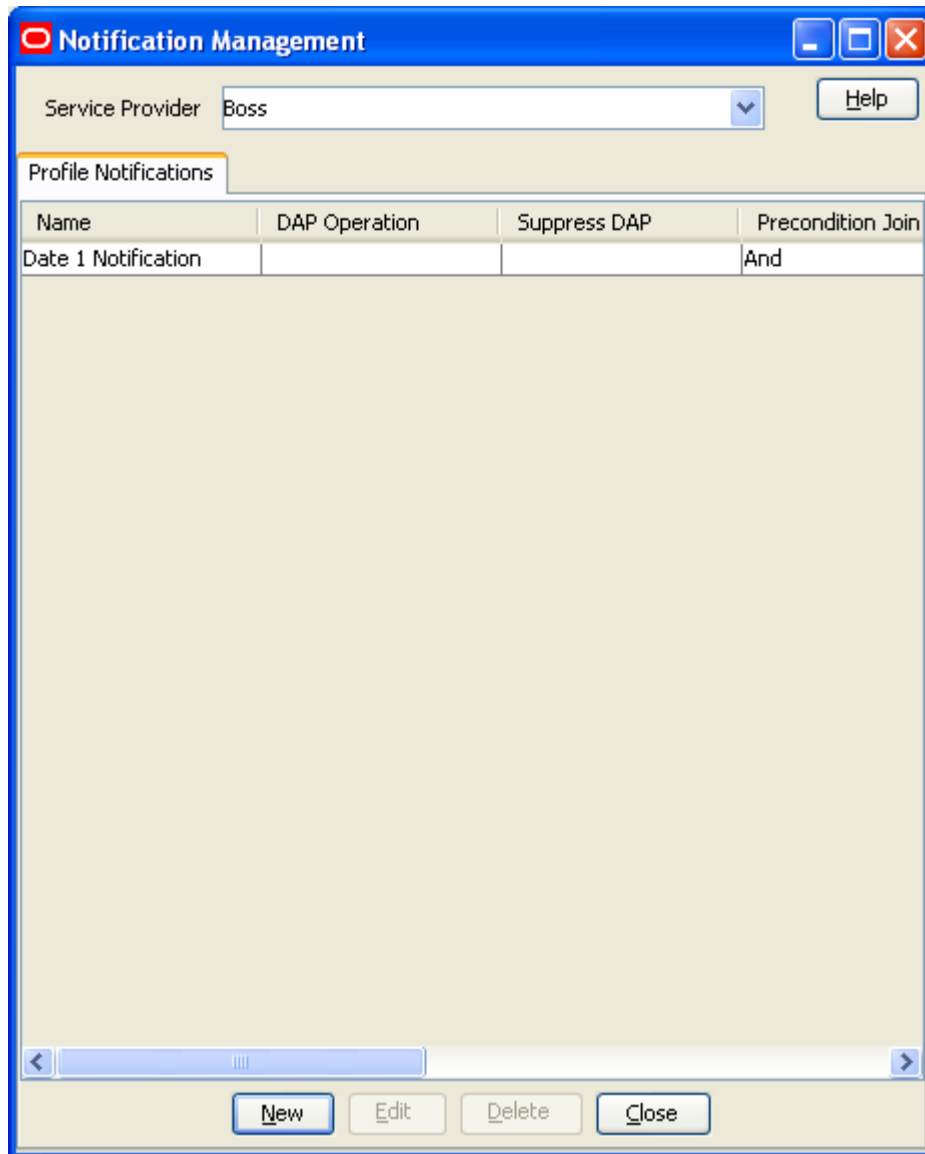 Notification Management
Service Provider Boss Help
Profile Notifications
Name DAP Operation Suppress DAP Precondition Join
Date 1 Notification And
New Edit Delete Close